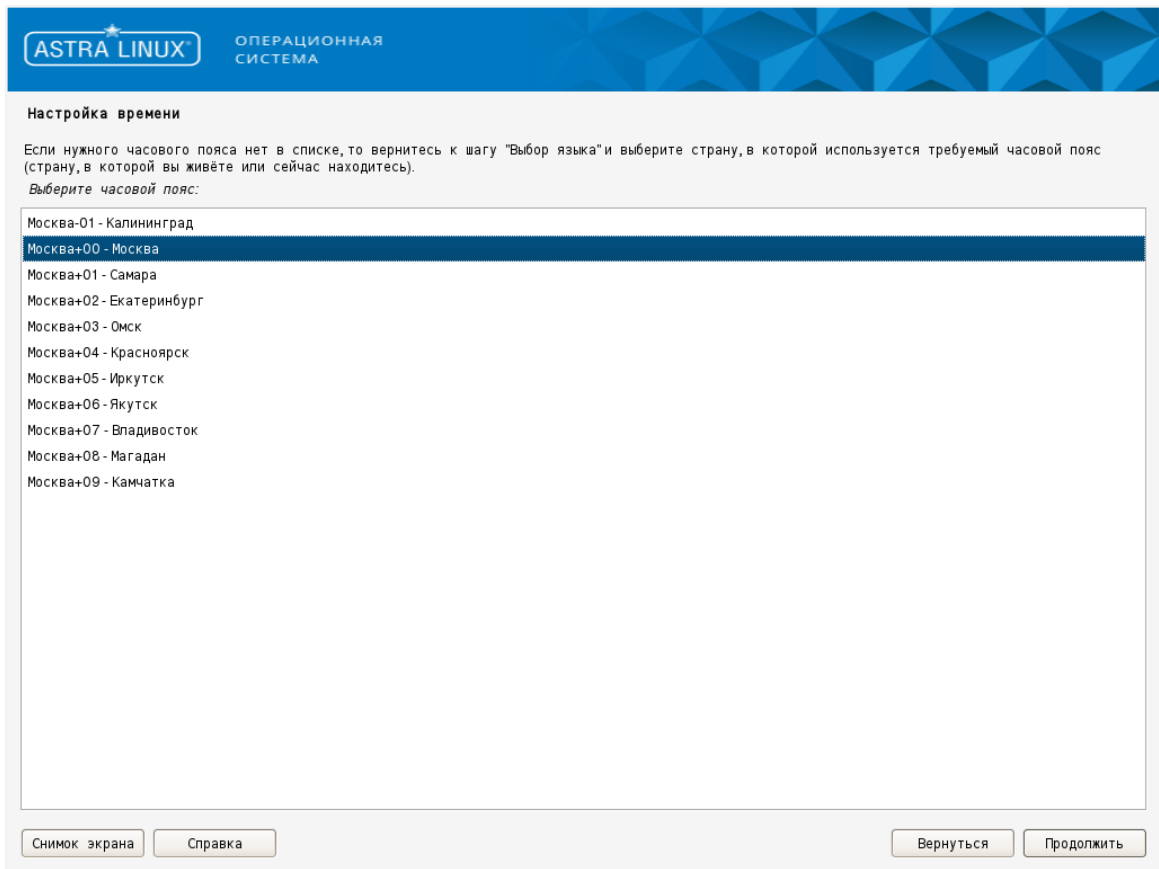 ASTRA LINUX®
ОПЕРАЦИОННАЯ
СИСТЕМА
Настройка времени
Если нужного часового пояса нет в списке, то вернитесь к шагу "Выбор языка" и выберите страну, в которой используется требуемый часовой пояс
(страну, в которой вы живёте или сейчас находитесь).
Выберите часовой пояс:
Москва-01 - Калининград
Москва+00 - Москва
Москва+01 - Самара
Москва+02 - Екатеринбург
Москва+03 - Омск
Москва+04 - Красноярск
Москва+05 - Иркутск
Москва+06 - Якутск
Москва+07 - Владивосток
Москва+08 - Магадан
Москва+09 - Камчатка
Снимок экрана Справка Вернуться Продолжить